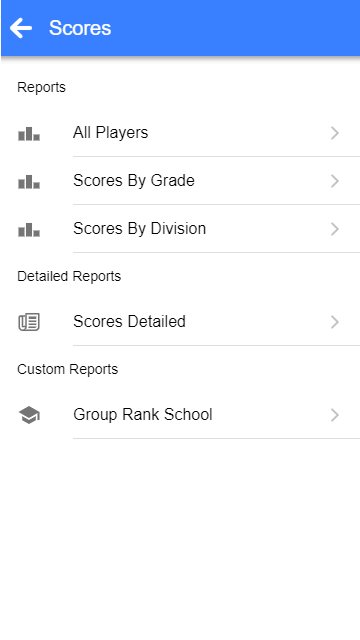 Scores
Reports
All Players
Scores By Grade
Scores By Division
Detailed Reports
Scores Detailed
Custom Reports
Group Rank School